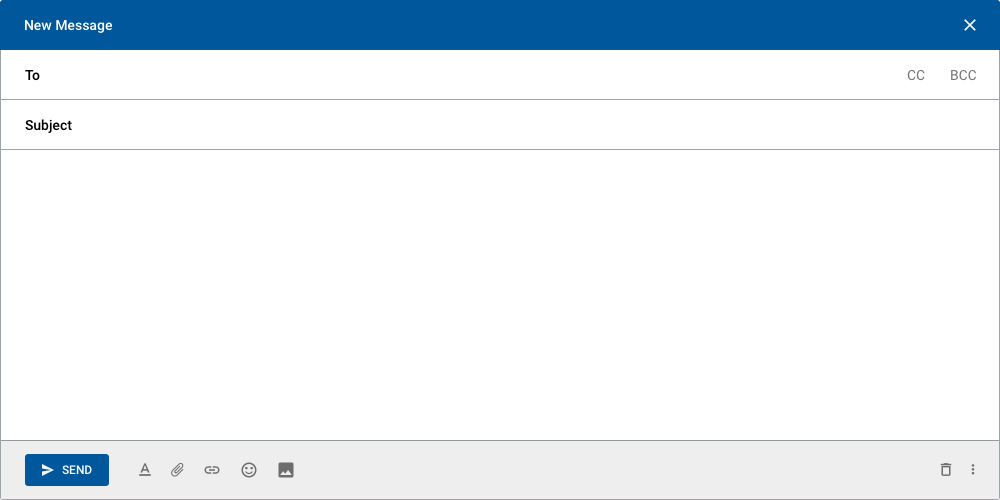 New Message
To CC BCC
Subject
SEND